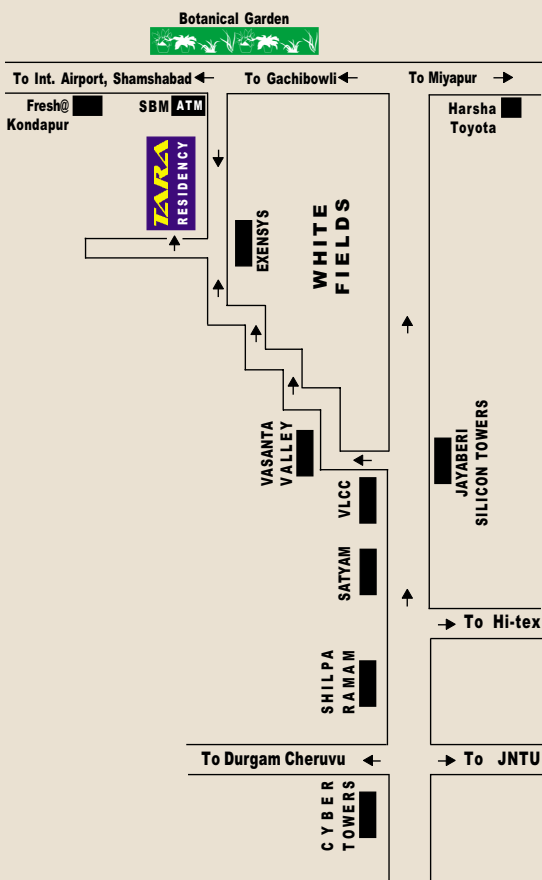 Botanical Garden
To Int. Airport, Shamshabad
To Gachibowli
To Miyapur
Fresh@
Kondapur
SBM ATM
Harsha
Toyota
TARA
RESIDENCY
EXENSYS
WHITE
FIELDS
VASANTA
VALLEY
JAYABERI
SILICON TOWERS
VLCC
SATYAM
To Hi-tex
SHILPA
RAMAM
To Durgam Cheruvu
To JNTU
CYBER
TOWERS